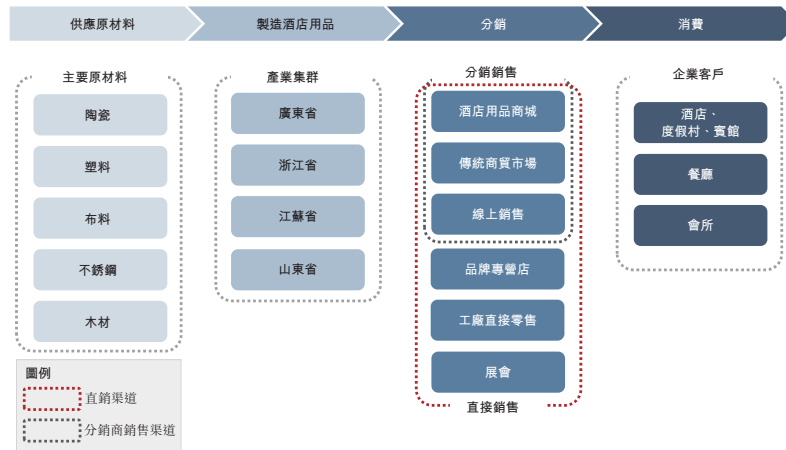 供應原材料
製造酒店用品
分銷
消費
主要原材料
陶瓷
塑料
布料
不銹鋼
木材
產業集群
廣東省
浙江省
江蘇省
山東省
分銷銷售
酒店用品商城
傳統商貿市場
線上銷售
品牌專營店
工廠直接零售
展會
直接銷售
企業客戶
酒店、
度假村、賓館
餐廳
會所
圖例
直銷渠道
分銷商銷售渠道